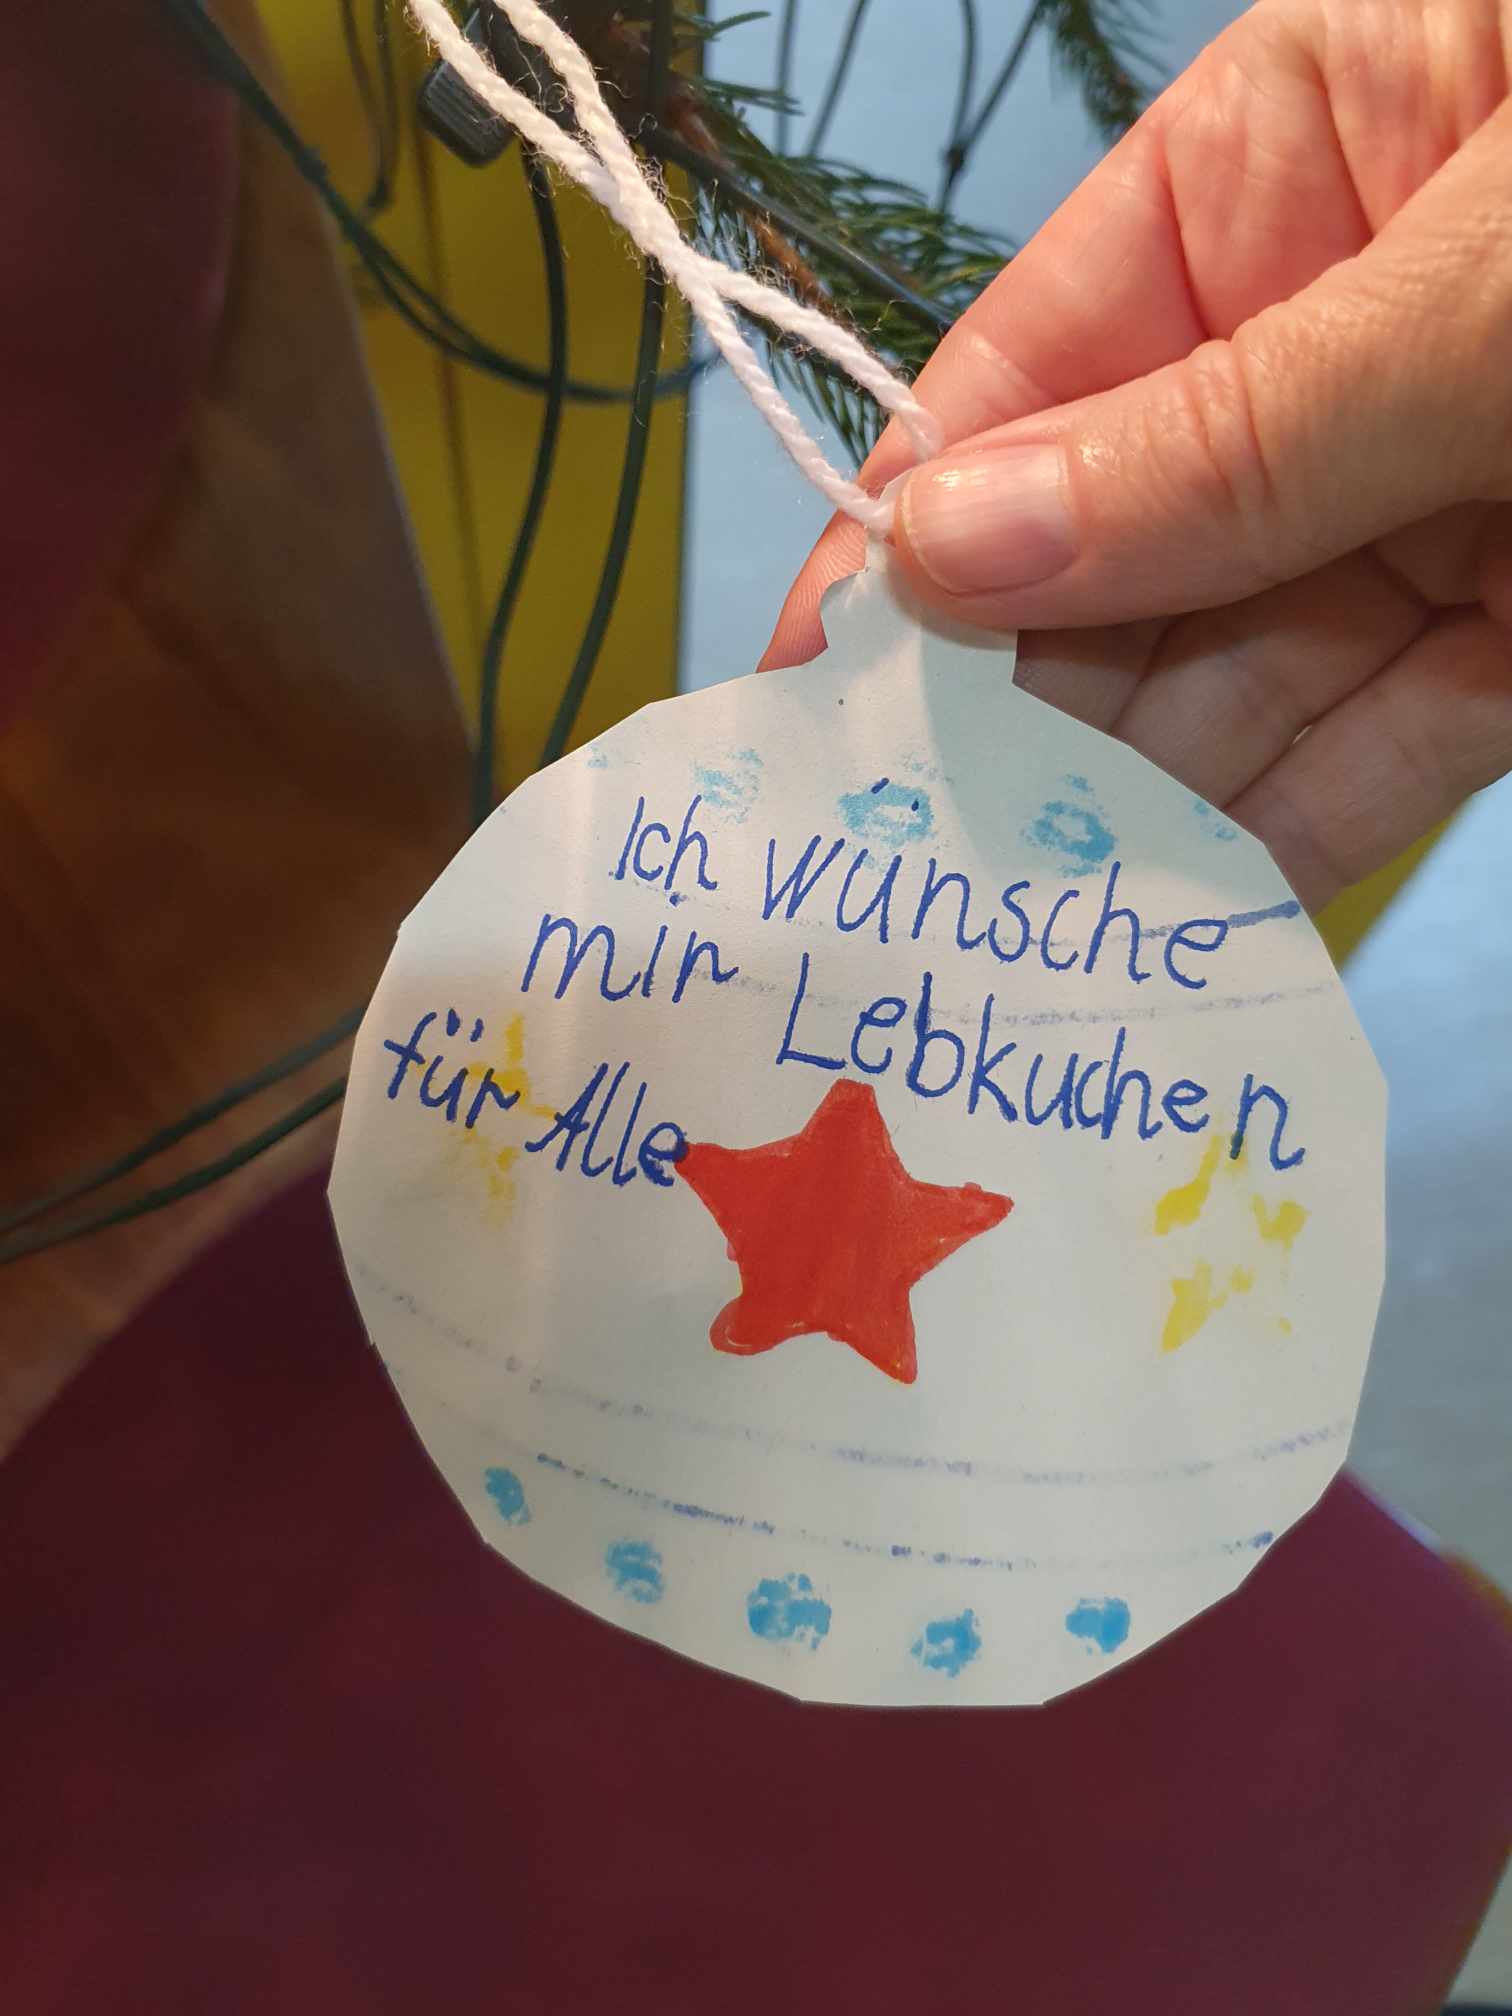 Ich wünsche
mir Lebkuchen
für Alle